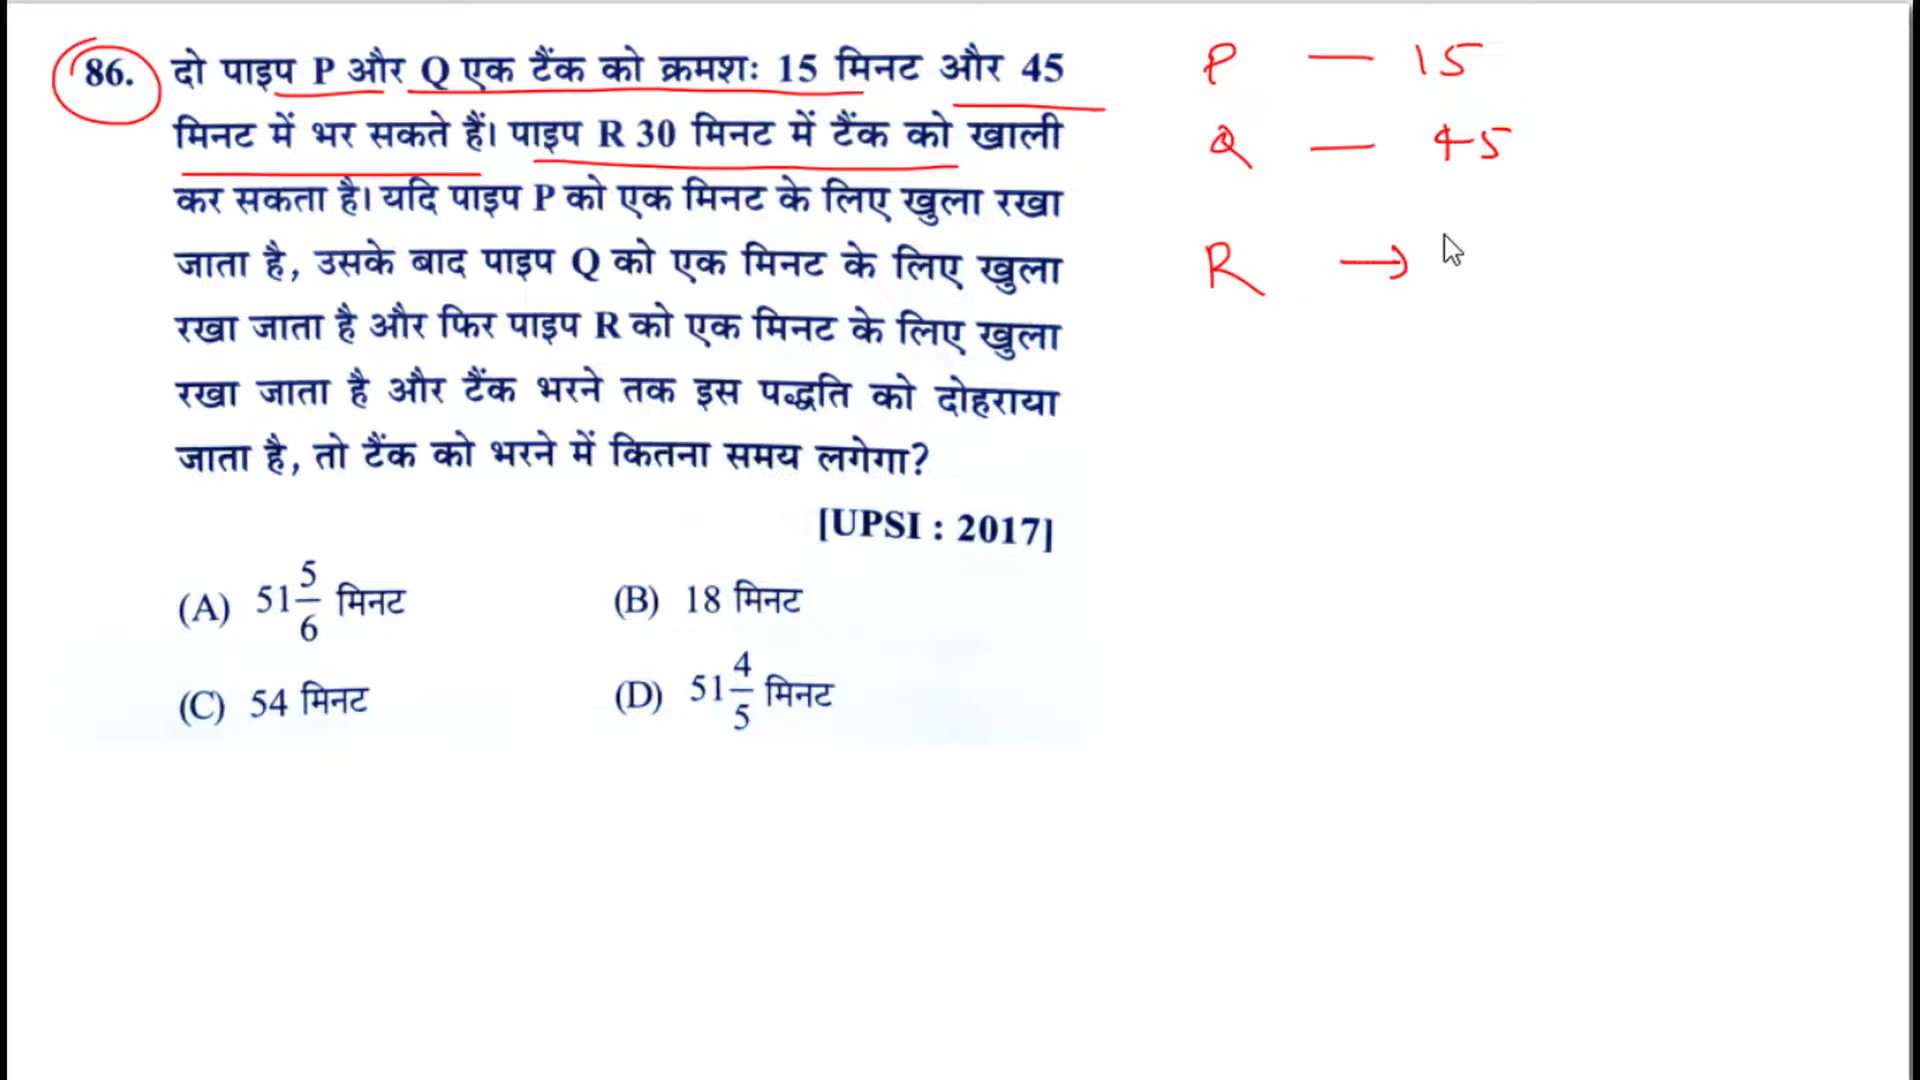 86. दो पाइप P और Q एक टैंक को क्रमशः 15 मिनट और 45
मिनट में भर सकते हैं। पाइप R 30 मिनट में टैंक को खाली
कर सकता है। यदि पाइप P को एक मिनट के लिए खुला रखा
जाता है, उसके बाद पाइप Q को एक मिनट के लिए खुला
रखा जाता है और फिर पाइप R को एक मिनट के लिए खुला
रखा जाता है और टैंक भरने तक इस पद्धति को दोहराया
जाता है, तो टैंक को भरने में कितना समय लगेगा?
[UPSI : 2017]
(A) 51 5/6 मिनट (B) 18 मिनट
(C) 54 मिनट (D) 51 4/5 मिनट
P — 15
Q — 45
R →